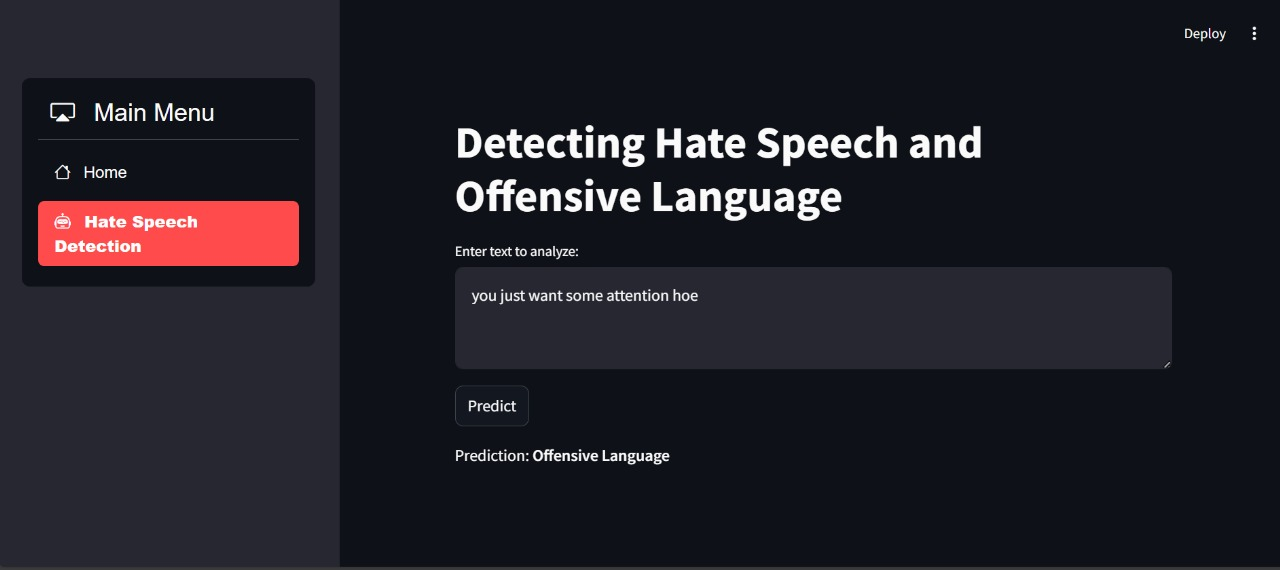 Deploy
Main Menu
Home
Hate Speech
Detection
Detecting Hate Speech and
Offensive Language
Enter text to analyze:
you just want some attention hoe
Predict
Prediction: Offensive Language